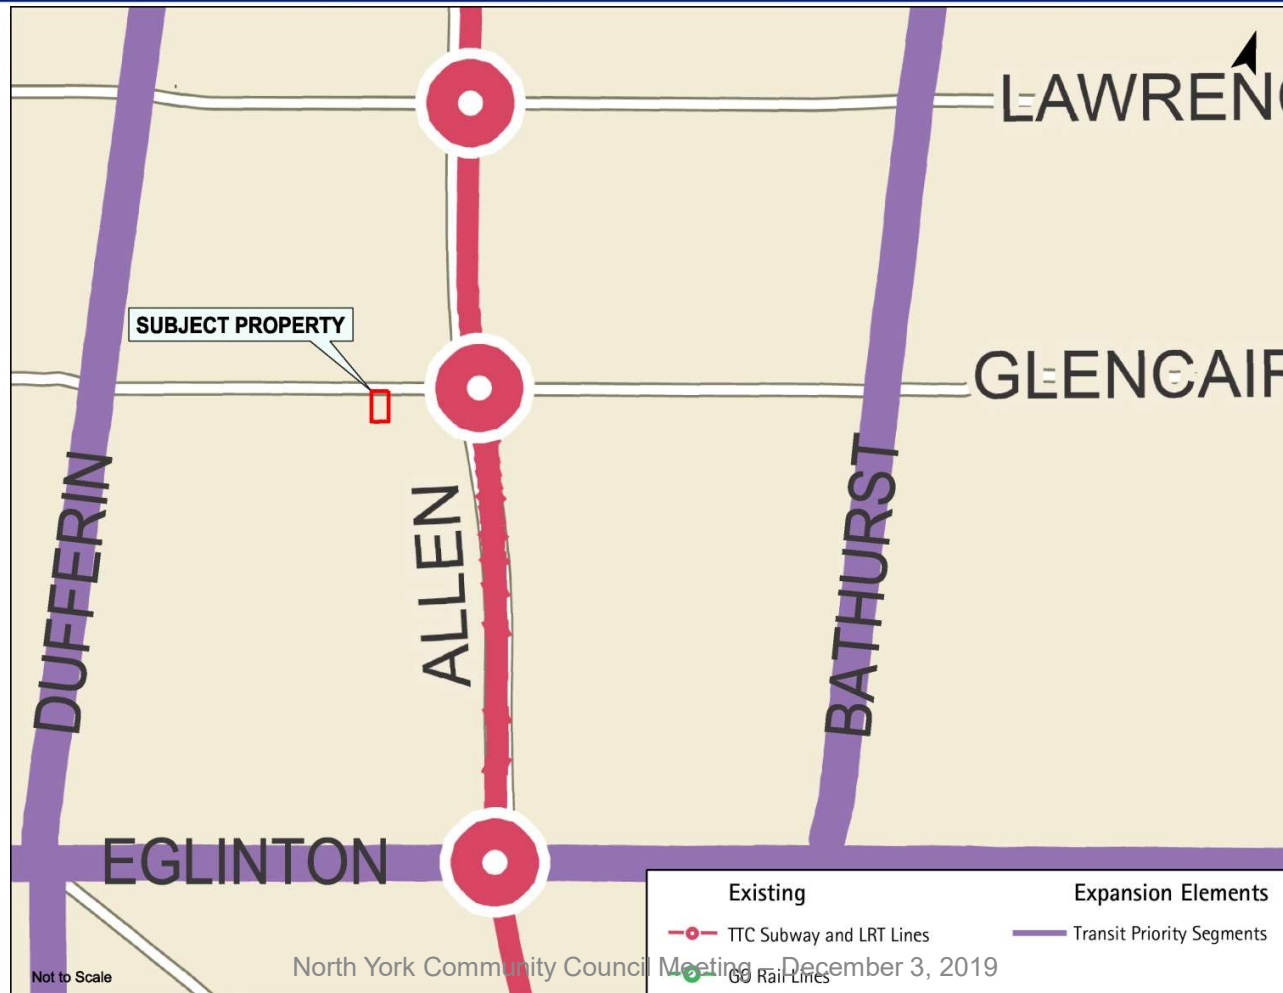 LAWRENC
SUBJECT PROPERTY
GLENCAIR
DUFFERIN
ALLEN
BATHURST
EGLINTON
Existing
Expansion Elements
TTC Subway and LRT Lines
Transit Priority Segments
GO Rail Lines
Not to Scale
North York Community Council Meeting – December 3, 2019